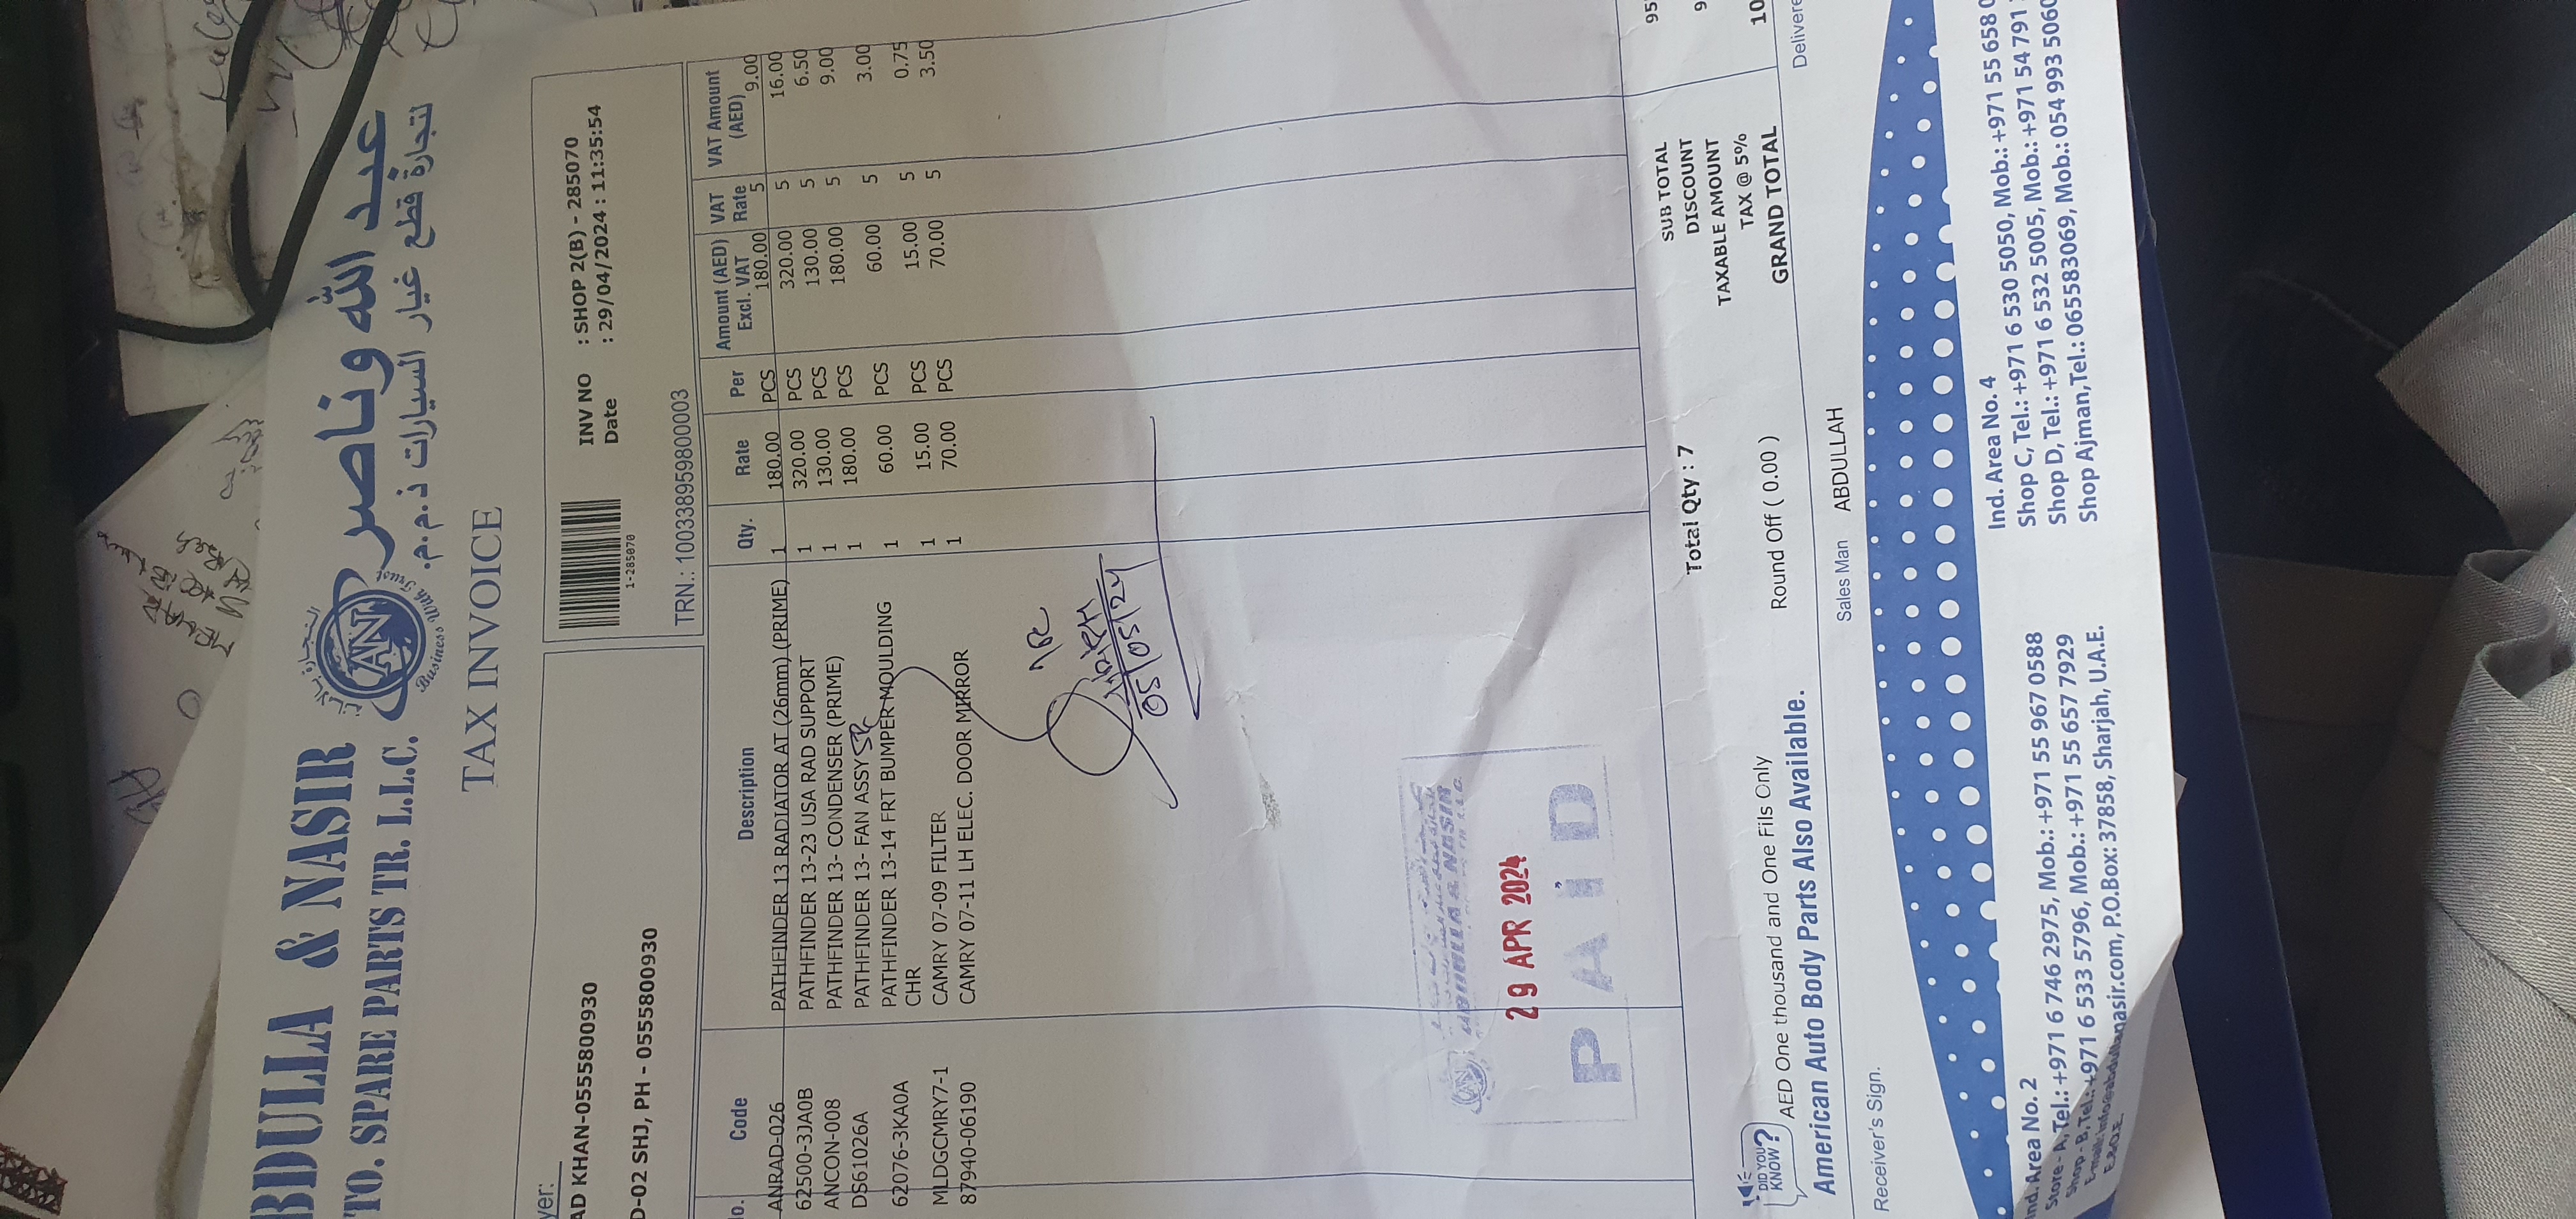 BDULLA & NASIR
TO. SPARE PARTS TR. L.L.C.
عبد الله وناصر
لتجارة قطع غيار السيارات ذ.م.م.
AN
Business With Trust
TAX INVOICE
yer:
AD KHAN-0555800930
D-02 SHJ, PH - 0555800930
1-285070
INV NO : SHOP 2(B) - 285070
Date : 29/04/2024 : 11:35:54
TRN.: 100338959800003
o. Code Description Qty. Rate Per Amount (AED) Excl. VAT VAT Rate VAT Amount (AED)
ANRAD-026 PATHFINDER 13 RADIATOR AT (26mm) (PRIME) 1 180.00 PCS 180.00 5 9.00
62500-3JA0B PATHFINDER 13-23 USA RAD SUPPORT 1 320.00 PCS 320.00 5 16.00
ANCON-008 PATHFINDER 13- CONDENSER (PRIME) 1 130.00 PCS 130.00 5 6.50
DS61026A PATHFINDER 13- FAN ASSY 1 180.00 PCS 180.00 5 9.00
62076-3KA0A PATHFINDER 13-14 FRT BUMPER MOULDING 1 60.00 PCS 60.00 5 3.00
CHR
MLDGCMRY7-1 CAMRY 07-09 FILTER 1 15.00 PCS 15.00 5 0.75
87940-06190 CAMRY 07-11 LH ELEC. DOOR MIRROR 1 70.00 PCS 70.00 5 3.50
05/05/24
ABDULLA & NASIR
29 APR 2024
PAiD
Total Qty : 7
SUB TOTAL 95
DISCOUNT
TAXABLE AMOUNT 9
TAX @ 5%
Round Off ( 0.00 ) GRAND TOTAL 10
DID YOU KNOW?
AED One thousand and One Fils Only
American Auto Body Parts Also Available.
Receiver's Sign. Sales Man ABDULLAH Delivere
Ind. Area No. 2
Store - A, Tel.: +971 6 746 2975, Mob.: +971 55 967 0588
Shop - B, Tel.: +971 6 533 5796, Mob.: +971 55 657 7929
E-mail: info@abdullanasir.com, P.O.Box: 37858, Sharjah, U.A.E.
E.&.O.E.
Ind. Area No. 4
Shop C, Tel.: +971 6 530 5050, Mob.: +971 55 658 0
Shop D, Tel.: +971 6 532 5005, Mob.: +971 54 791
Shop Ajman, Tel.: 065583069, Mob.: 054 993 5060